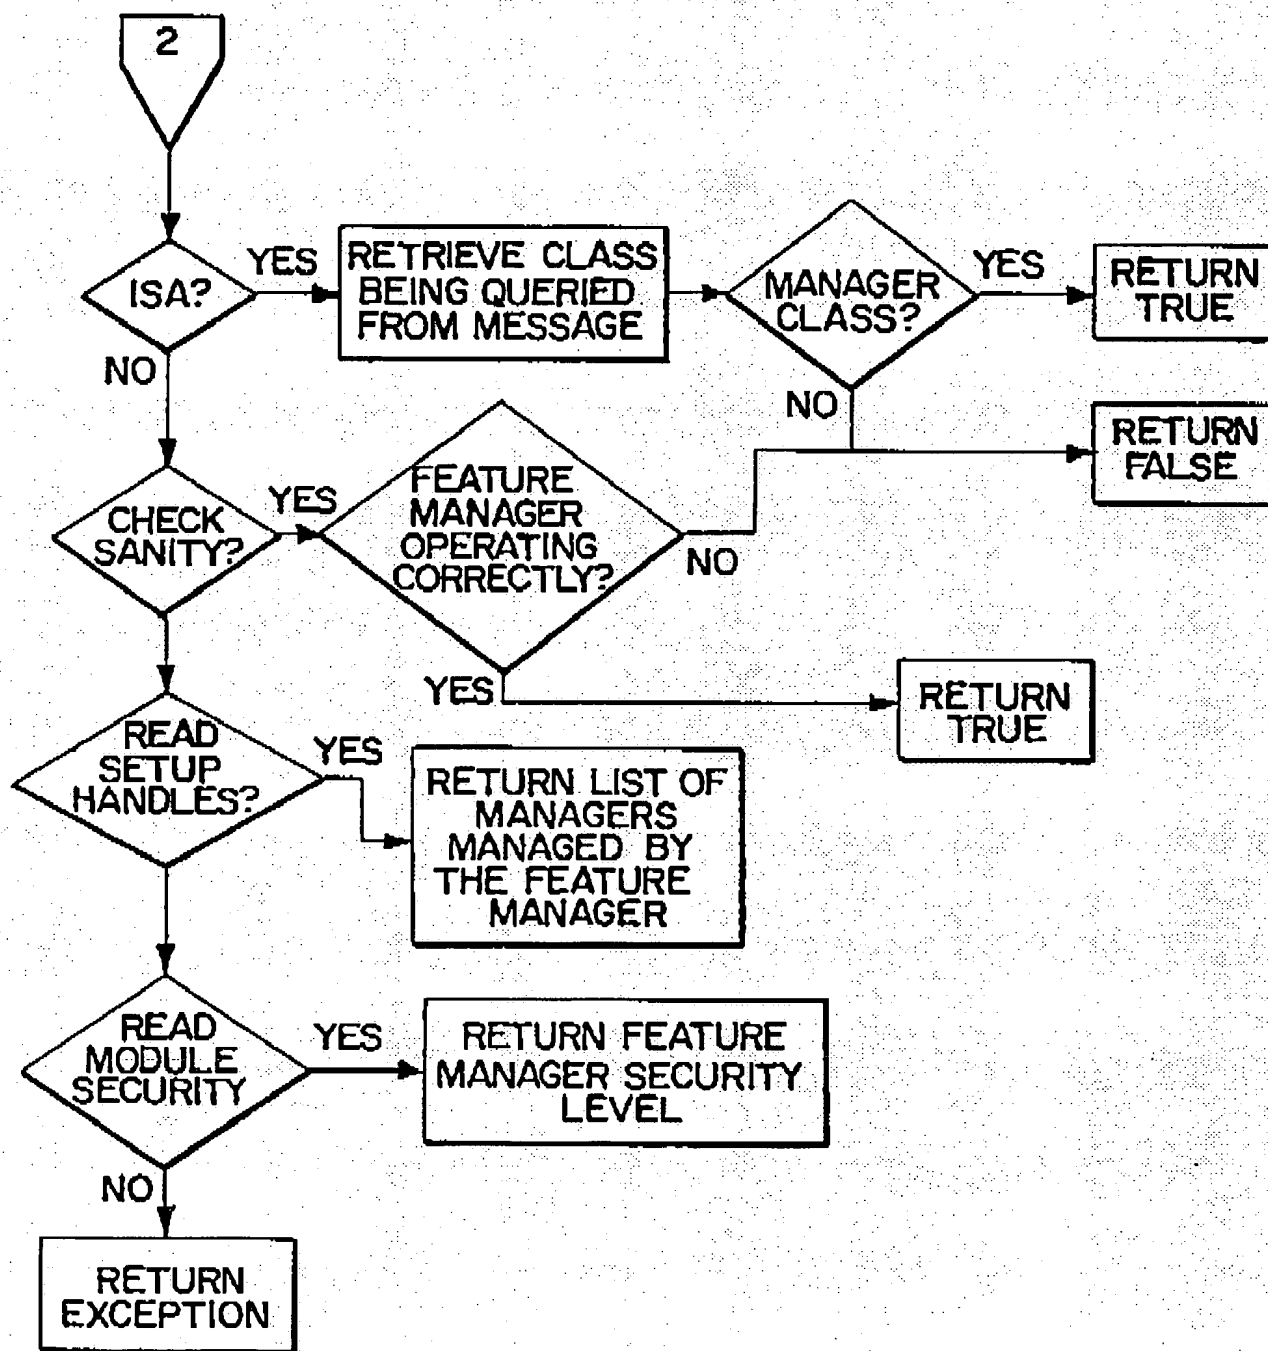 2
ISA?
YES
RETRIEVE CLASS
BEING QUERIED
FROM MESSAGE
MANAGER
CLASS?
YES
RETURN
TRUE
NO
NO
RETURN
FALSE
CHECK
SANITY?
YES
FEATURE
MANAGER
OPERATING
CORRECTLY?
NO
YES
RETURN
TRUE
READ
SETUP
HANDLES?
YES
RETURN LIST OF
MANAGERS
MANAGED BY
THE FEATURE
MANAGER
READ
MODULE
SECURITY
YES
RETURN FEATURE
MANAGER SECURITY
LEVEL
NO
RETURN
EXCEPTION